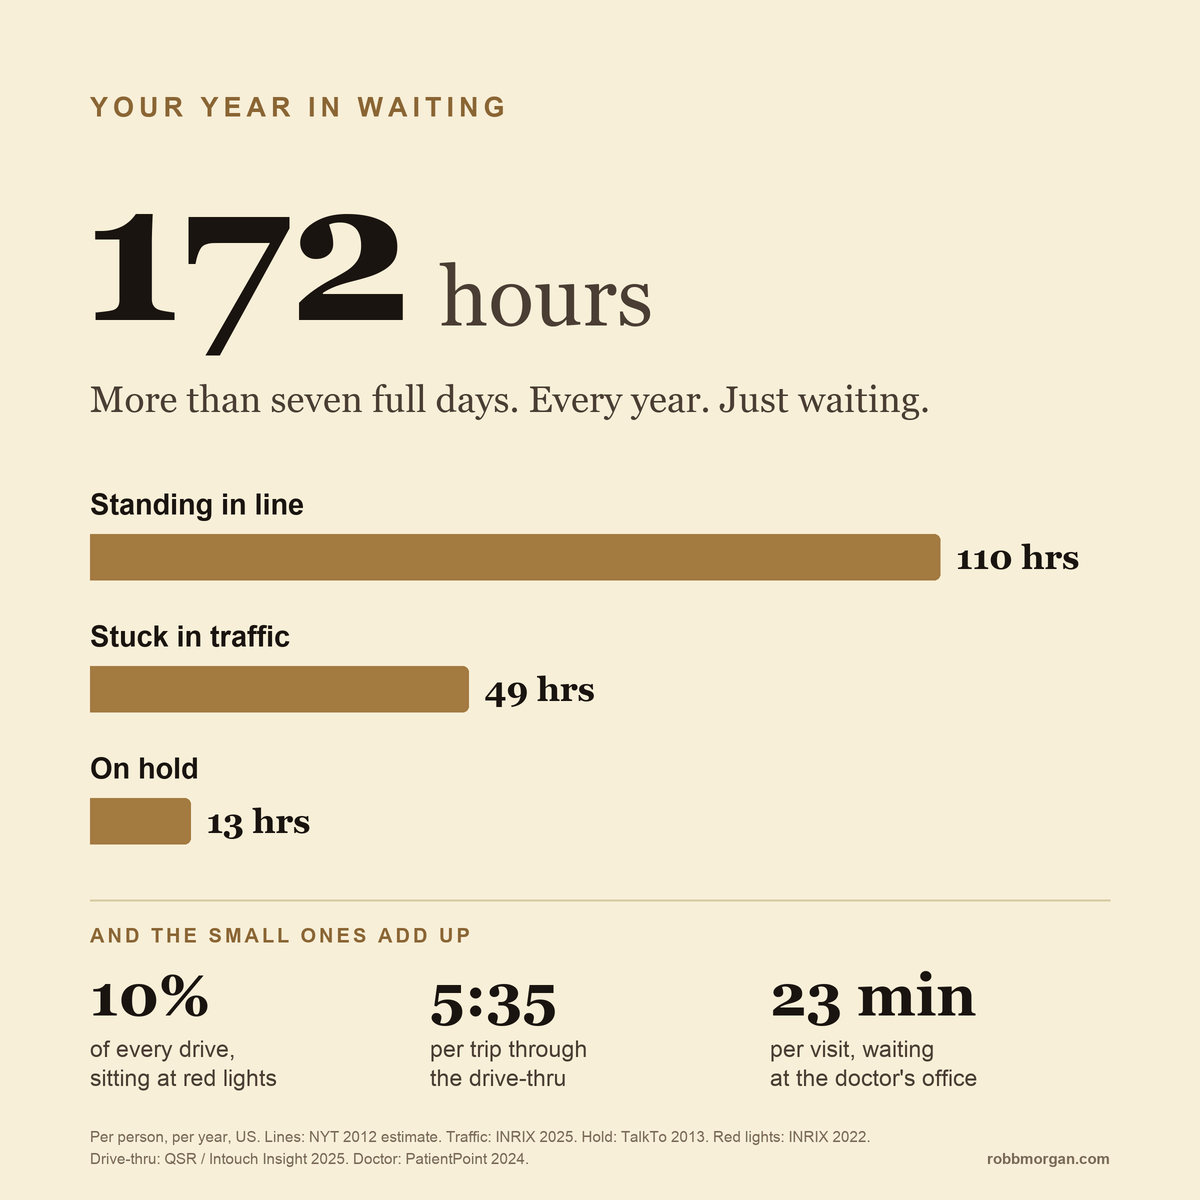 YOUR YEAR IN WAITING
172 hours
More than seven full days. Every year. Just waiting.
Standing in line
110 hrs
Stuck in traffic
49 hrs
On hold
13 hrs
AND THE SMALL ONES ADD UP
10%
of every drive,
sitting at red lights
5:35
per trip through
the drive-thru
23 min
per visit, waiting
at the doctor's office
Per person, per year, US. Lines: NYT 2012 estimate. Traffic: INRIX 2025. Hold: TalkTo 2013. Red lights: INRIX 2022.
Drive-thru: QSR / Intouch Insight 2025. Doctor: PatientPoint 2024.
robbmorgan.com